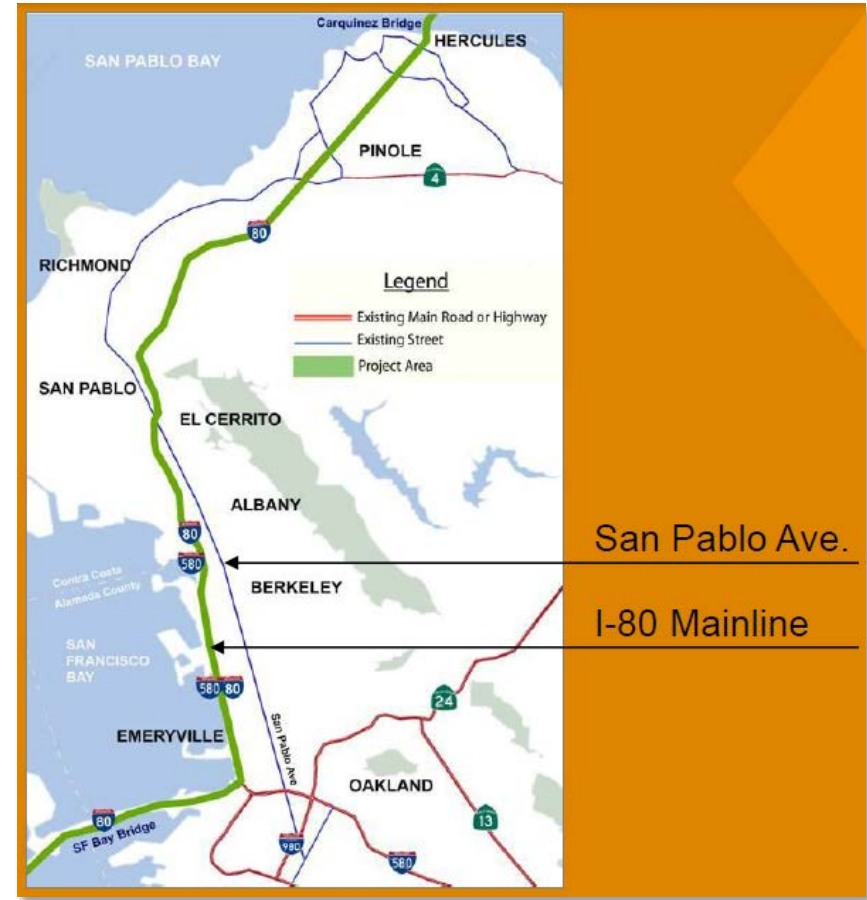 Carquinez Bridge
HERCULES
SAN PABLO BAY
PINOLE
4
80
RICHMOND
Legend
Existing Main Road or Highway
Existing Street
Project Area
SAN PABLO
EL CERRITO
ALBANY
80
580
San Pablo Ave.
Contra Costa
Alameda County
BERKELEY
I-80 Mainline
SAN
FRANCISCO
BAY
580 80
24
EMERYVILLE
San Pablo Ave
OAKLAND
80
SF Bay Bridge
13
980
580